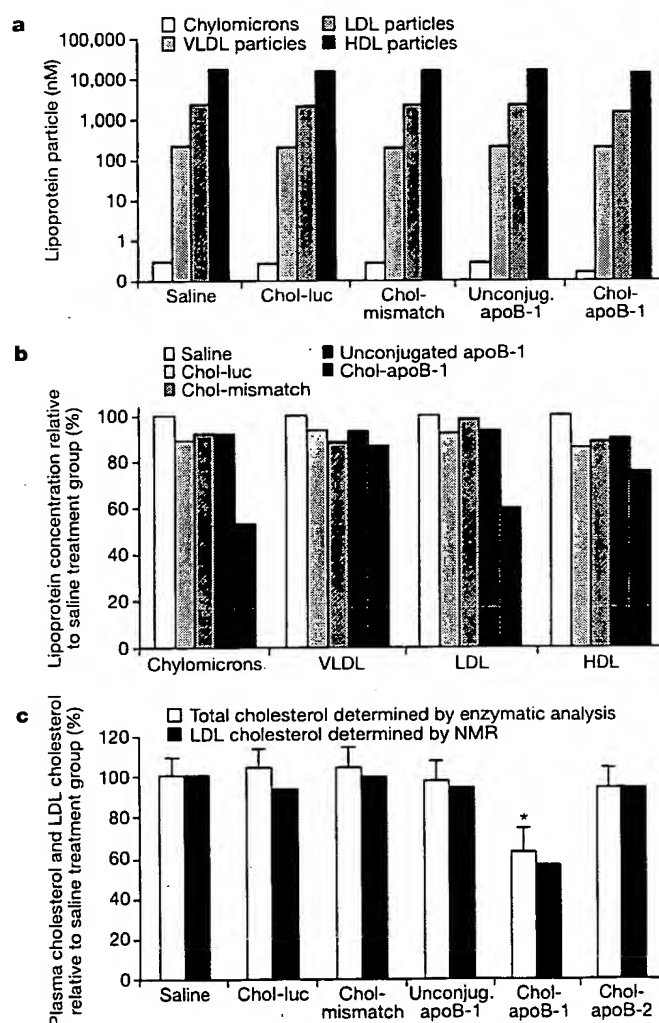 a
Chylomicrons
LDL particles
VLDL particles
HDL particles
Lipoprotein particle (nM)
100,000
10,000
1,000
100
10
1
0
Saline
Chol-luc
Chol-
mismatch
Unconjug.
apoB-1
Chol-
apoB-1
b
Saline
Unconjugated apoB-1
Chol-luc
Chol-apoB-1
Chol-mismatch
Lipoprotein concentration relative
to saline treatment group (%)
100
80
60
40
20
0
Chylomicrons
VLDL
LDL
HDL
c
Total cholesterol determined by enzymatic analysis
LDL cholesterol determined by NMR
Plasma cholesterol and LDL cholesterol
relative to saline treatment group (%)
120
100
80
60
40
20
0
*
Saline
Chol-luc
Chol-
mismatch
Unconjug.
apoB-1
Chol-
apoB-1
Chol-
apoB-2